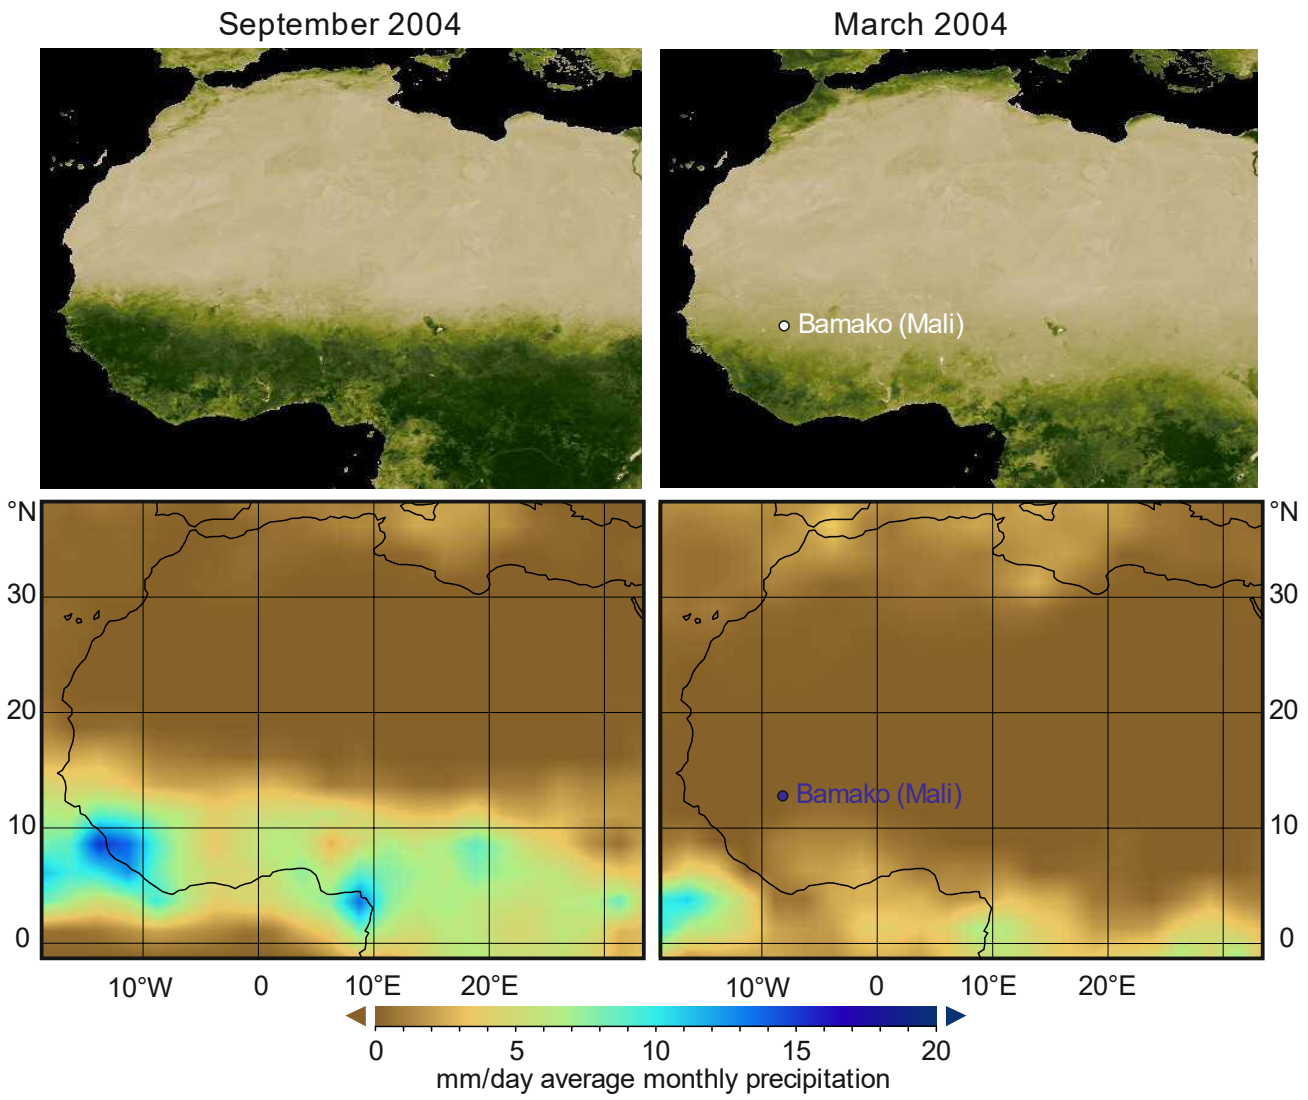 September 2004
March 2004
Bamako (Mali)
°N
°N
30
30
20
20
Bamako (Mali)
10
10
0
0
10°W
0
10°E
20°E
10°W
0
10°E
20°E
0
5
10
15
20
mm/day average monthly precipitation